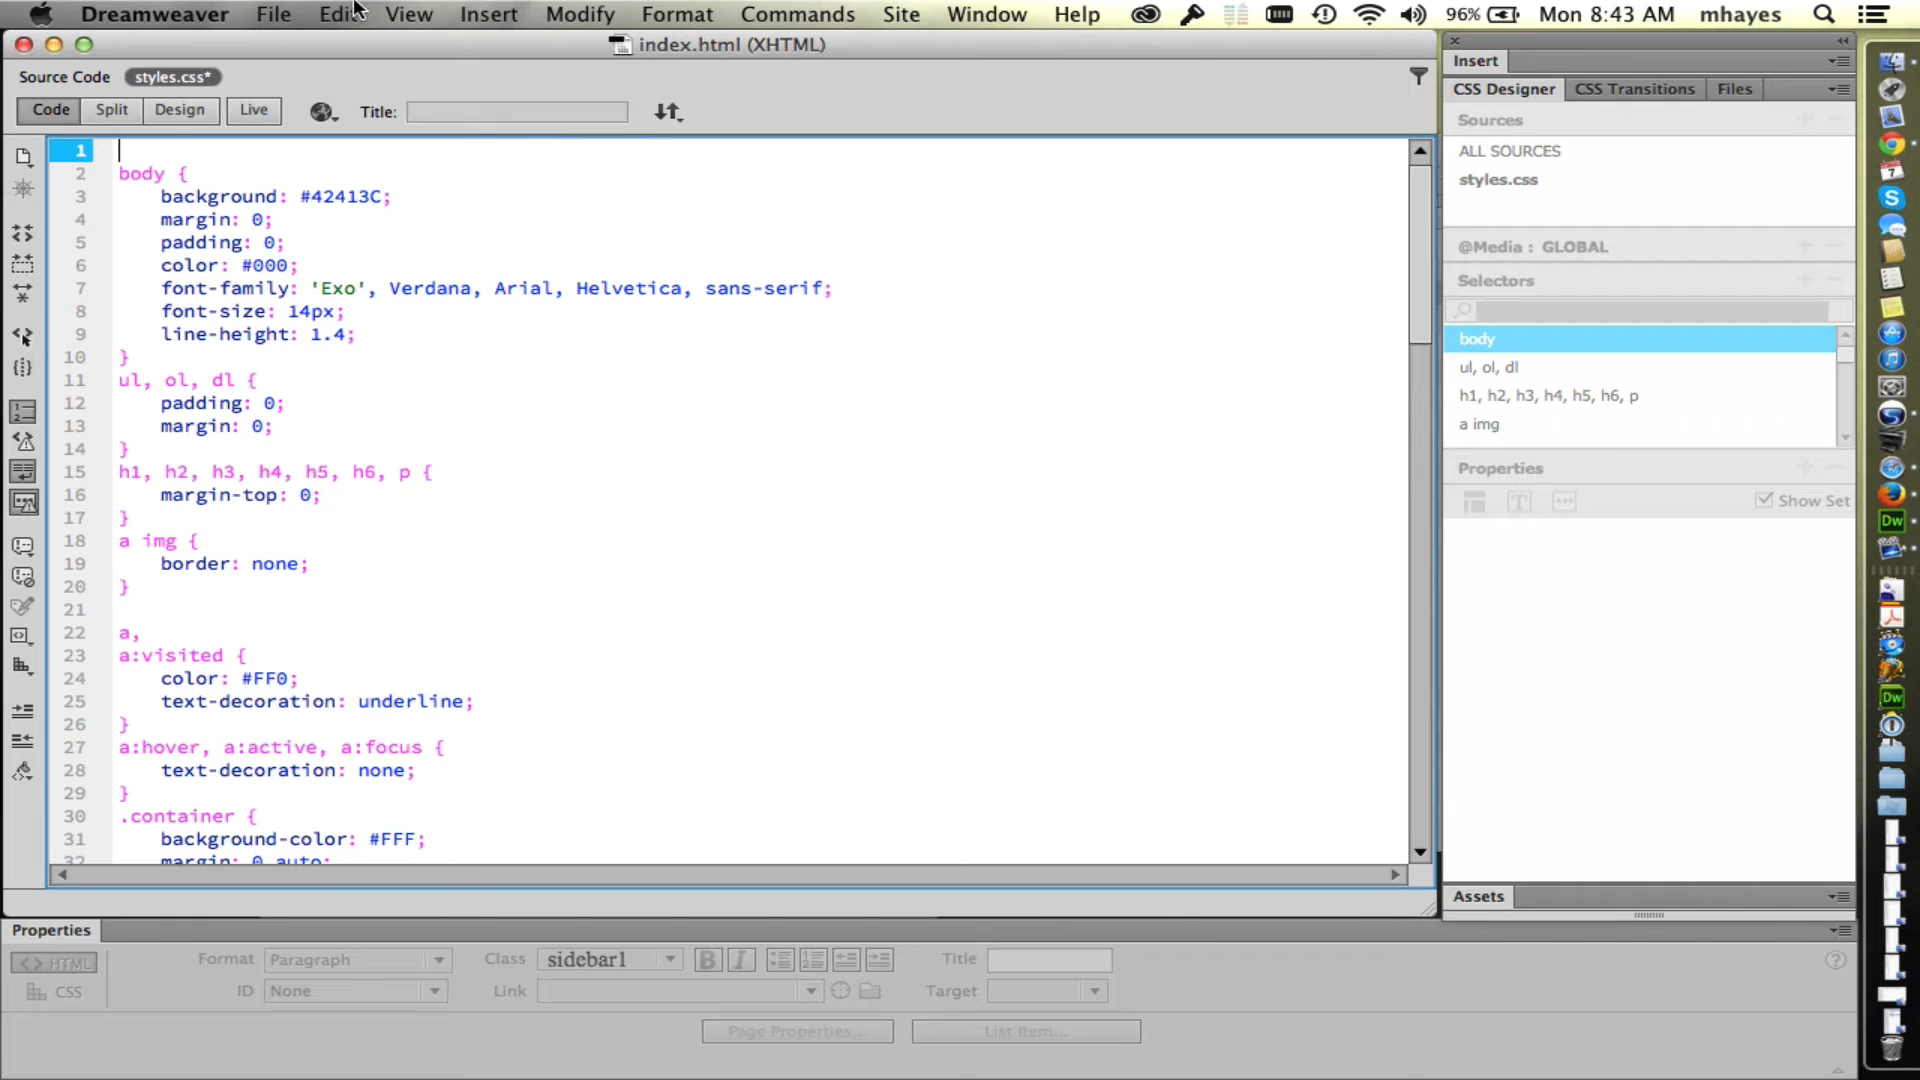 Dreamweaver File Edit View Insert Modify Format Commands Site Window Help 96% Mon 8:43 AM mhayes
index.html (XHTML)
Source Code styles.css*
Code Split Design Live Title:
1
2 body {
3 background: #42413C;
4 margin: 0;
5 padding: 0;
6 color: #000;
7 font-family: 'Exo', Verdana, Arial, Helvetica, sans-serif;
8 font-size: 14px;
9 line-height: 1.4;
10 }
11 ul, ol, dl {
12 padding: 0;
13 margin: 0;
14 }
15 h1, h2, h3, h4, h5, h6, p {
16 margin-top: 0;
17 }
18 a img {
19 border: none;
20 }
21
22 a,
23 a:visited {
24 color: #FF0;
25 text-decoration: underline;
26 }
27 a:hover, a:active, a:focus {
28 text-decoration: none;
29 }
30 .container {
31 background-color: #FFF;
32 margin: 0 auto;
Insert
CSS Designer CSS Transitions Files
Sources
ALL SOURCES
styles.css
@Media : GLOBAL
Selectors
body
ul, ol, dl
h1, h2, h3, h4, h5, h6, p
a img
Properties
Show Set
Assets
Properties
<> HTML Format Paragraph Class sidebar1 B I Title
CSS ID None Link Target
Page Properties... List Item...